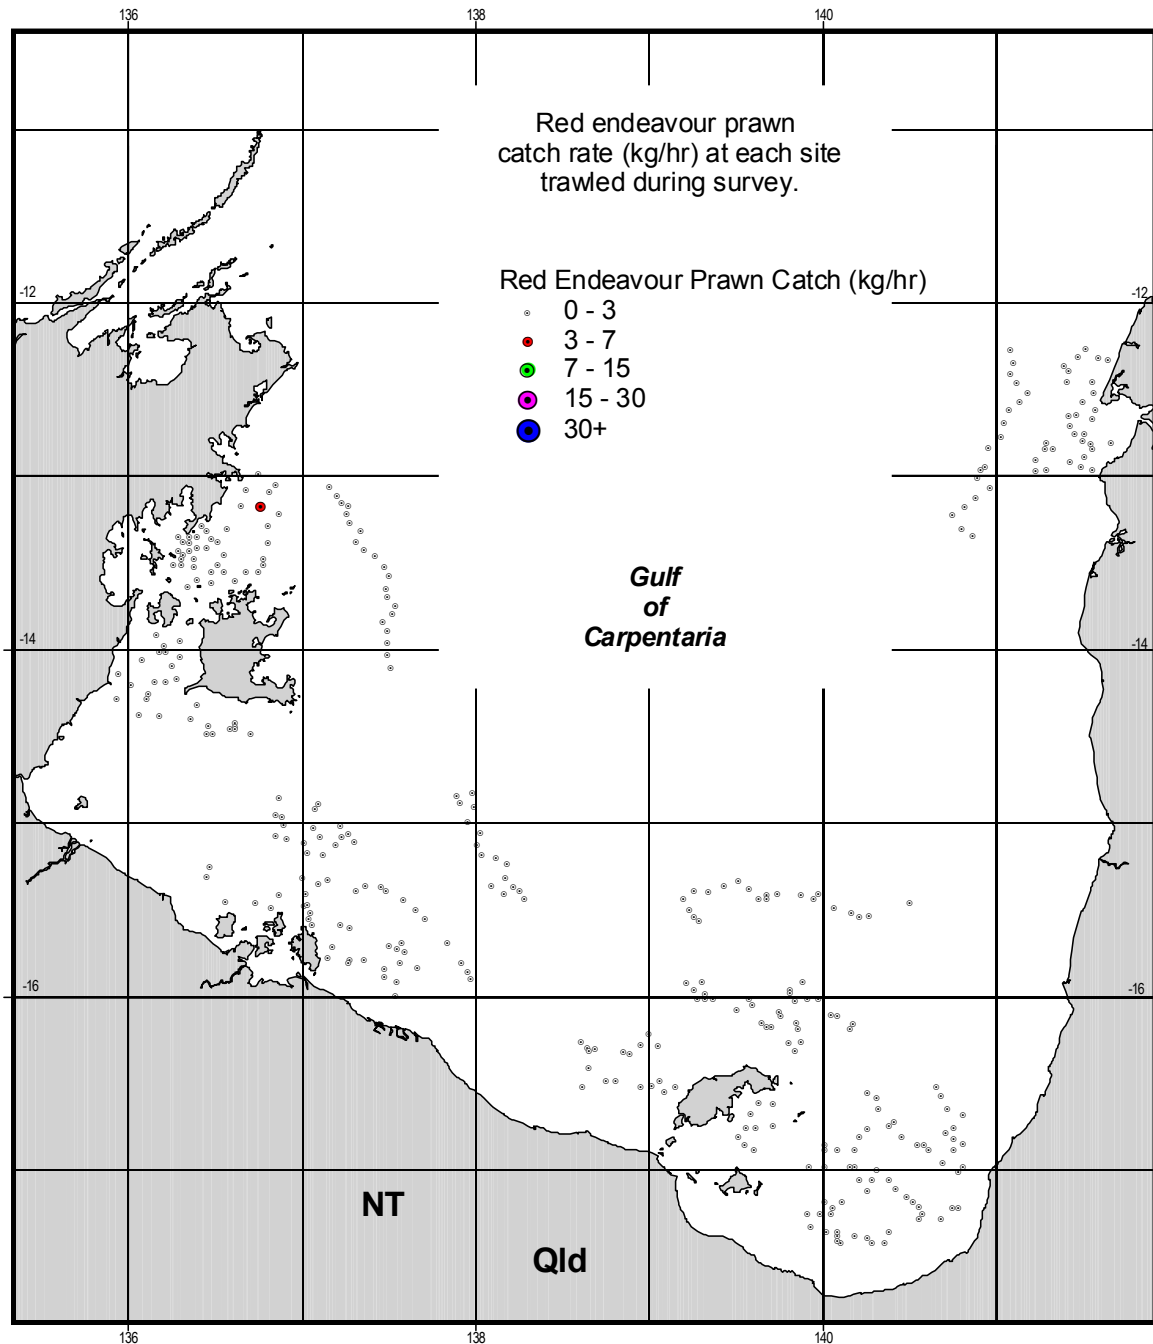 136 138 140
Red endeavour prawn
catch rate (kg/hr) at each site
trawled during survey.
Red Endeavour Prawn Catch (kg/hr)
-12 -12
0 - 3
3 - 7
7 - 15
15 - 30
30+
Gulf
of
Carpentaria
-14 -14
-16 -16
NT
Qld
136 138 140